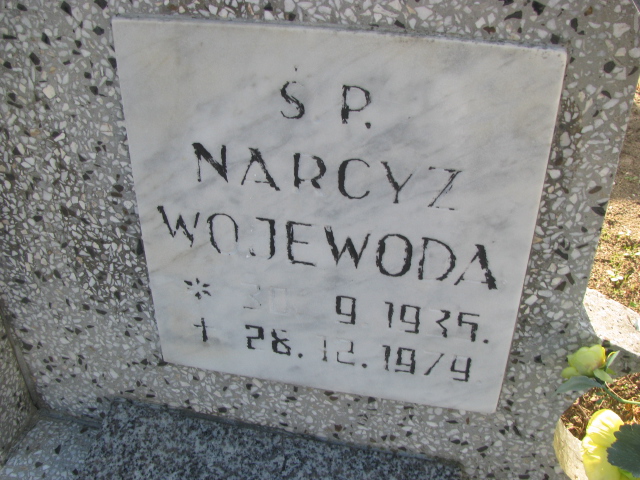 Ś P.
NARCYZ
WOJEWODA
* 9 1935.
† 28. 12. 1979